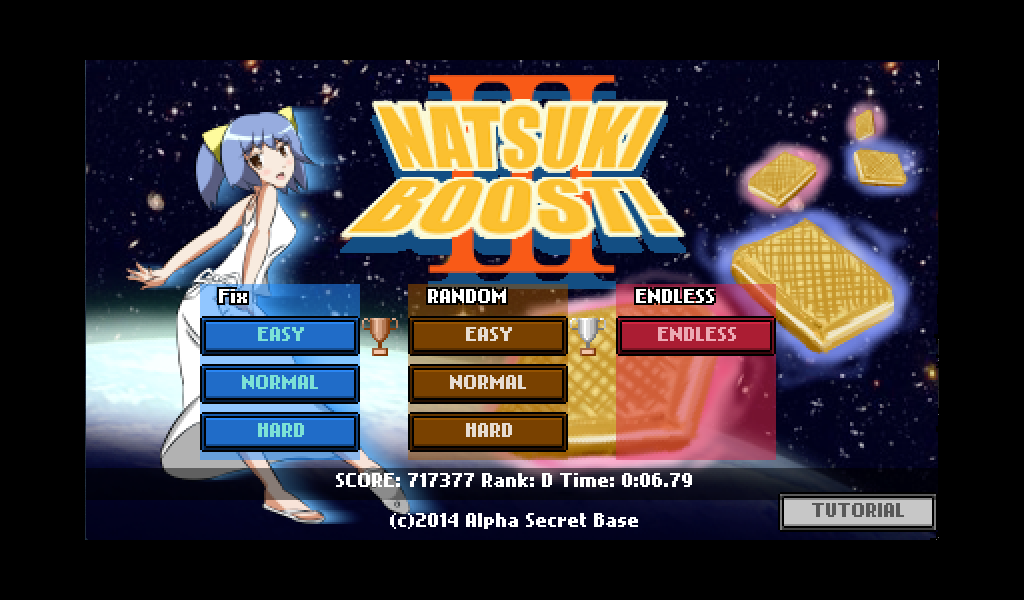 III
NATSUKI
BOOST!
Fix
RANDOM
ENDLESS
EASY
EASY
ENDLESS
NORMAL
NORMAL
HARD
HARD
SCORE: 717377 Rank: D Time: 0:06.79
TUTORIAL
(c)2014 Alpha Secret Base